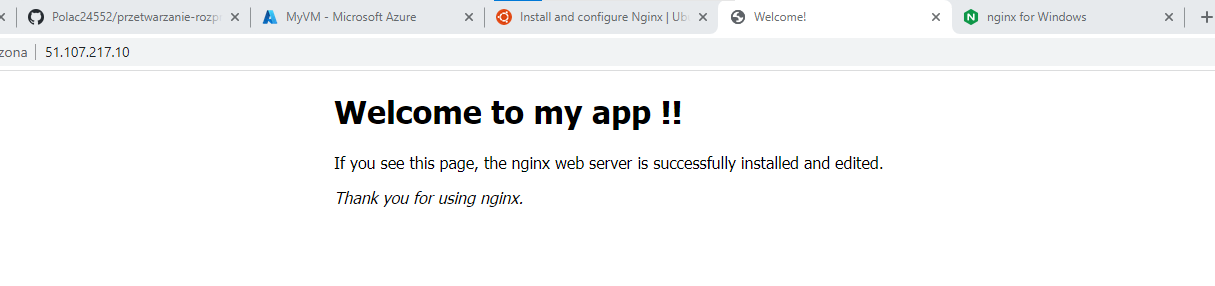 Polac24552/przetwarzanie-rozp
MyVM - Microsoft Azure
Install and configure Nginx | Ub
Welcome!
nginx for Windows
zona
51.107.217.10
Welcome to my app !!
If you see this page, the nginx web server is successfully installed and edited.
Thank you for using nginx.